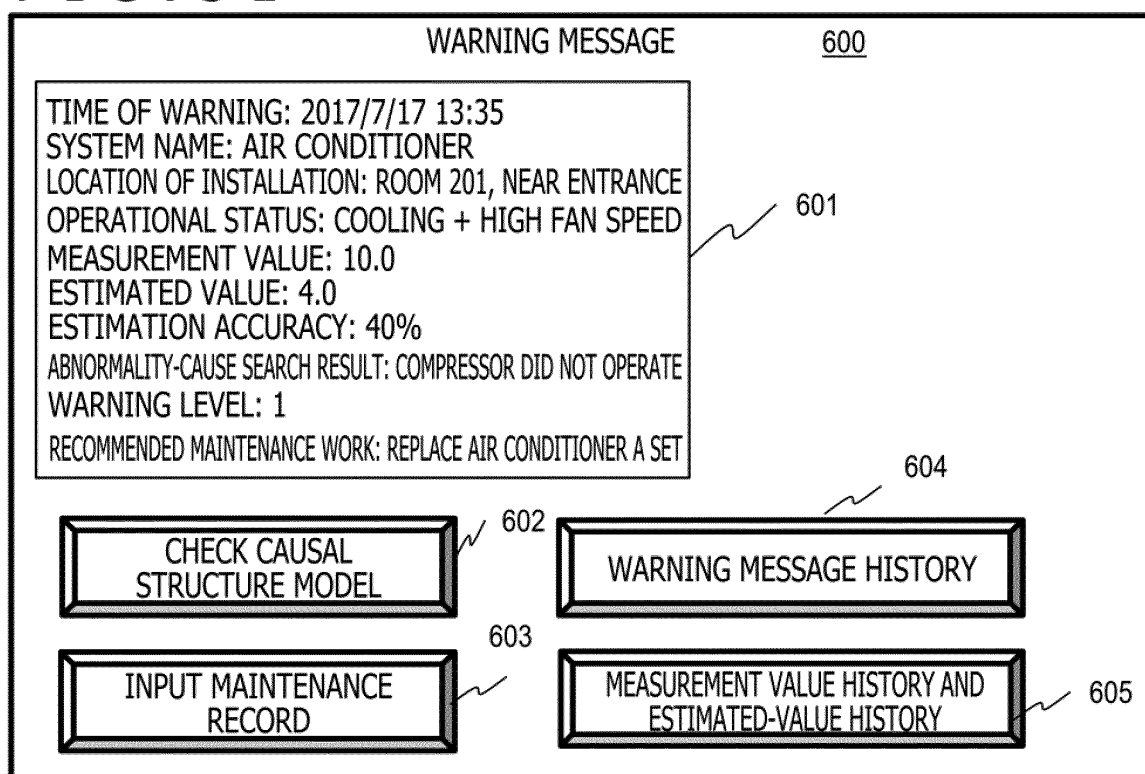 WARNING MESSAGE 600
TIME OF WARNING: 2017/7/17 13:35
SYSTEM NAME: AIR CONDITIONER
LOCATION OF INSTALLATION: ROOM 201, NEAR ENTRANCE
OPERATIONAL STATUS: COOLING + HIGH FAN SPEED
601
MEASUREMENT VALUE: 10.0
ESTIMATED VALUE: 4.0
ESTIMATION ACCURACY: 40%
ABNORMALITY-CAUSE SEARCH RESULT: COMPRESSOR DID NOT OPERATE
WARNING LEVEL: 1
RECOMMENDED MAINTENANCE WORK: REPLACE AIR CONDITIONER A SET
CHECK CAUSAL
STRUCTURE MODEL
602
604
WARNING MESSAGE HISTORY
INPUT MAINTENANCE
RECORD
603
MEASUREMENT VALUE HISTORY AND
ESTIMATED-VALUE HISTORY
605